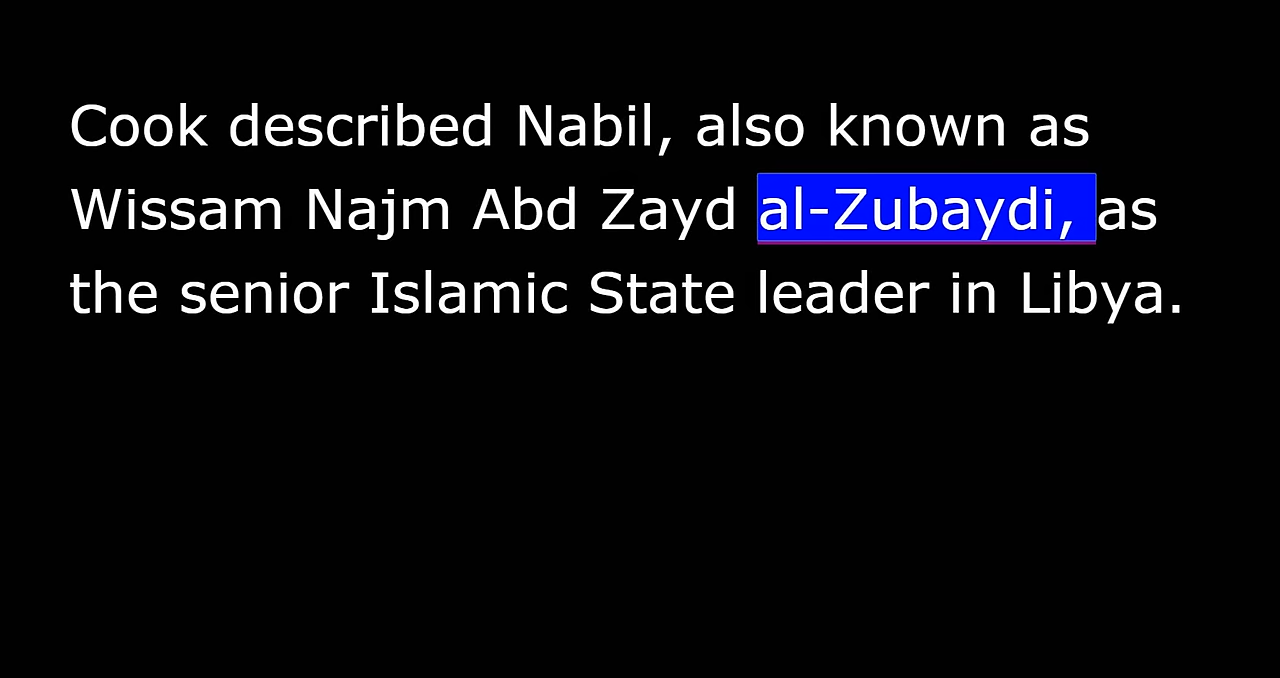 Cook described Nabil, also known as
Wissam Najm Abd Zayd al-Zubaydi, as
the senior Islamic State leader in Libya.